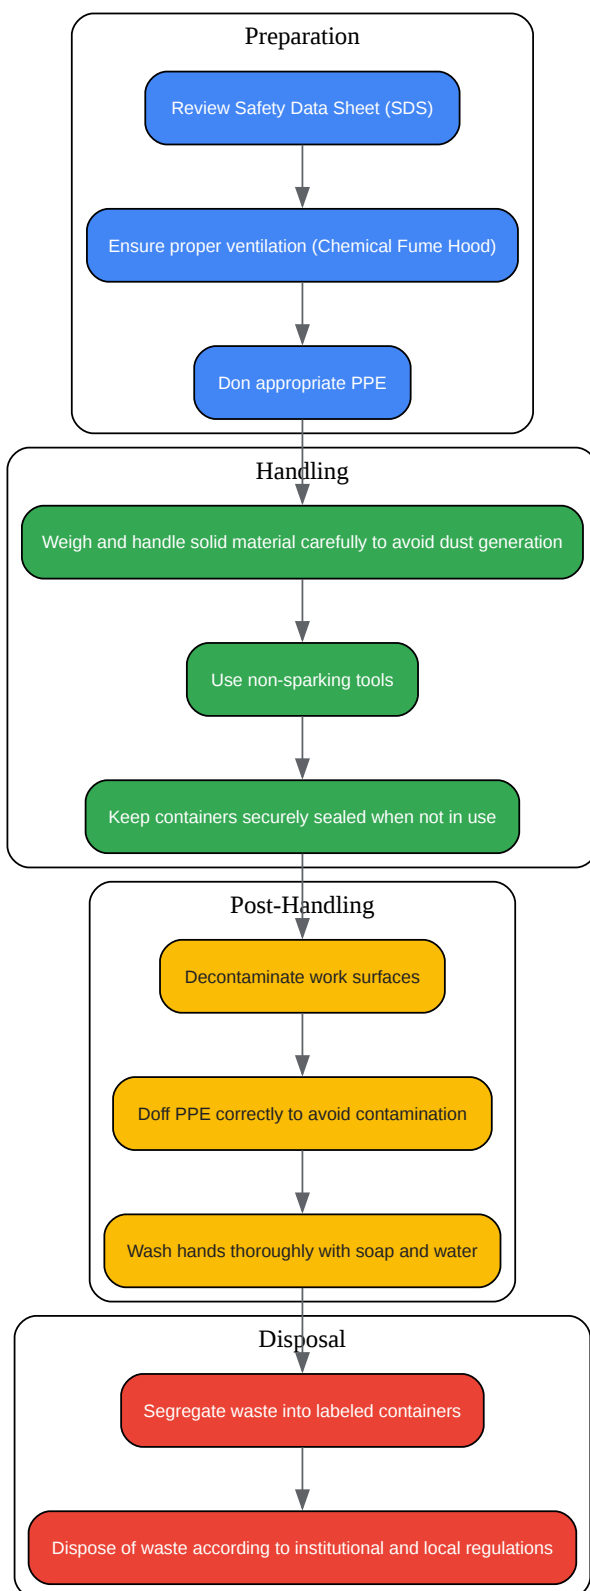 Preparation
Review Safety Data Sheet (SDS)
Ensure proper ventilation (Chemical Fume Hood)
Don appropriate PPE
Handling
Weigh and handle solid material carefully to avoid dust generation
Use non-sparking tools
Keep containers securely sealed when not in use
Post-Handling
Decontaminate work surfaces
Doff PPE correctly to avoid contamination
Wash hands thoroughly with soap and water
Disposal
Segregate waste into labeled containers
Dispose of waste according to institutional and local regulations